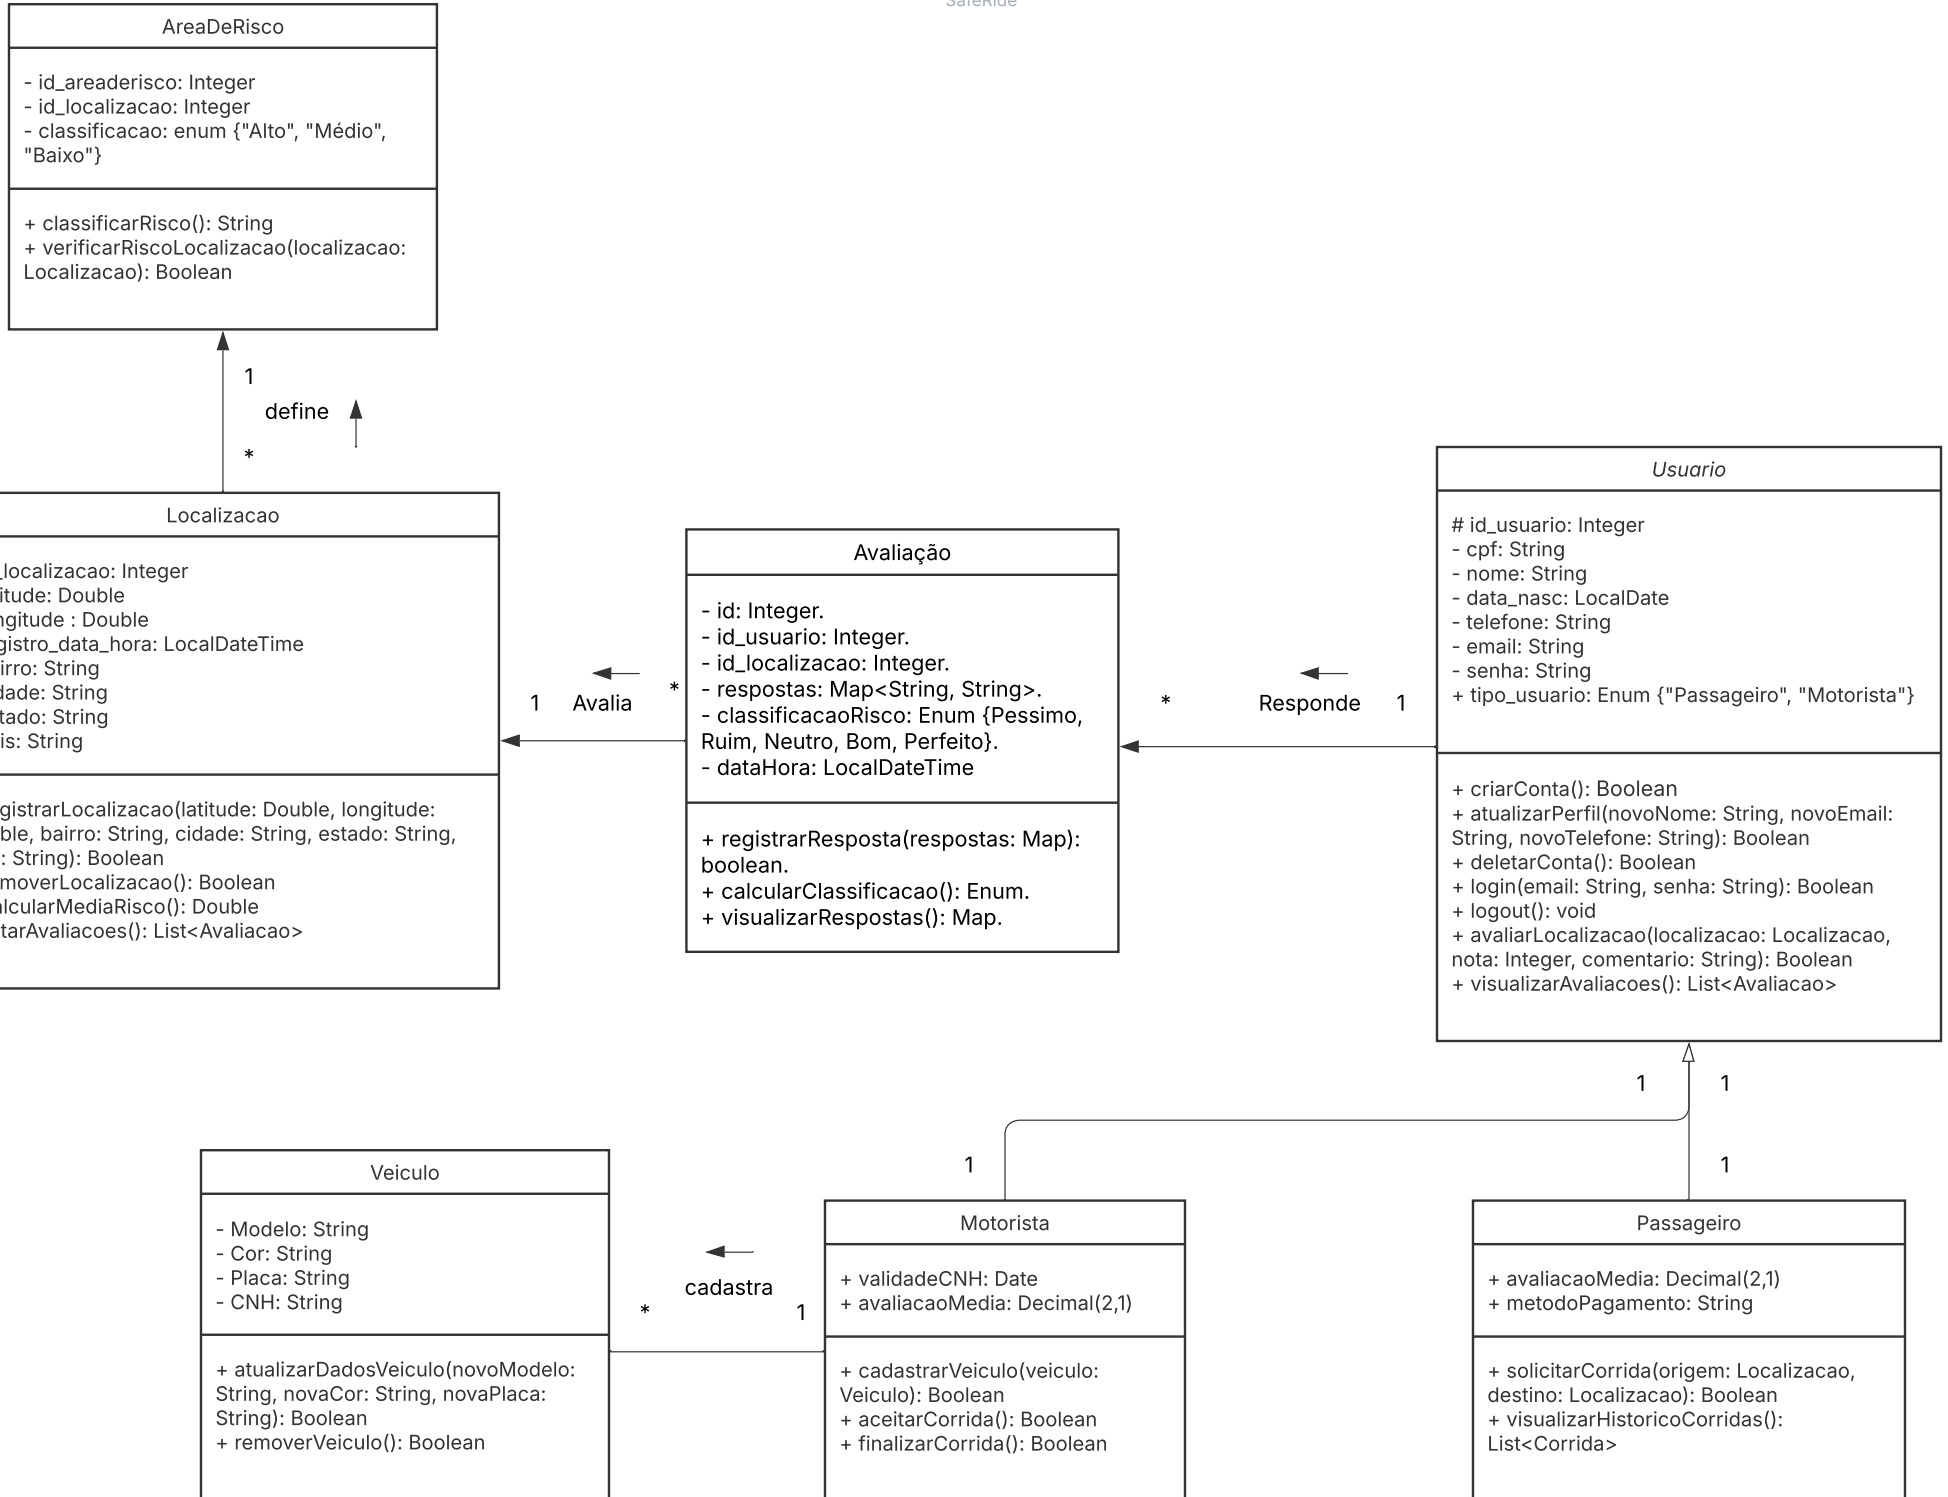 SafeRide
AreaDeRisco
- id_areaderisco: Integer
- id_localizacao: Integer
- classificacao: enum {"Alto", "Médio",
"Baixo"}
+ classificarRisco(): String
+ verificarRiscoLocalizacao(localizacao:
Localizacao): Boolean
1
define
*
Localizacao
_localizacao: Integer
itude: Double
ngitude : Double
gistro_data_hora: LocalDateTime
irro: String
dade: String
tado: String
is: String
gistrarLocalizacao(latitude: Double, longitude:
ble, bairro: String, cidade: String, estado: String,
: String): Boolean
moverLocalizacao(): Boolean
alcularMediaRisco(): Double
tarAvaliacoes(): List<Avaliacao>
1 Avalia *
Avaliação
- id: Integer.
- id_usuario: Integer.
- id_localizacao: Integer.
- respostas: Map<String, String>.
- classificacaoRisco: Enum {Pessimo,
Ruim, Neutro, Bom, Perfeito}.
- dataHora: LocalDateTime
+ registrarResposta(respostas: Map):
boolean.
+ calcularClassificacao(): Enum.
+ visualizarRespostas(): Map.
* Responde 1
Usuario
# id_usuario: Integer
- cpf: String
- nome: String
- data_nasc: LocalDate
- telefone: String
- email: String
- senha: String
+ tipo_usuario: Enum {"Passageiro", "Motorista"}
+ criarConta(): Boolean
+ atualizarPerfil(novoNome: String, novoEmail:
String, novoTelefone: String): Boolean
+ deletarConta(): Boolean
+ login(email: String, senha: String): Boolean
+ logout(): void
+ avaliarLocalizacao(localizacao: Localizacao,
nota: Integer, comentario: String): Boolean
+ visualizarAvaliacoes(): List<Avaliacao>
1 1
1 1
Veiculo
- Modelo: String
- Cor: String
- Placa: String
- CNH: String
+ atualizarDadosVeiculo(novoModelo:
String, novaCor: String, novaPlaca:
String): Boolean
+ removerVeiculo(): Boolean
cadastra
* 1
Motorista
+ validadeCNH: Date
+ avaliacaoMedia: Decimal(2,1)
+ cadastrarVeiculo(veiculo:
Veiculo): Boolean
+ aceitarCorrida(): Boolean
+ finalizarCorrida(): Boolean
Passageiro
+ avaliacaoMedia: Decimal(2,1)
+ metodoPagamento: String
+ solicitarCorrida(origem: Localizacao,
destino: Localizacao): Boolean
+ visualizarHistoricoCorridas():
List<Corrida>